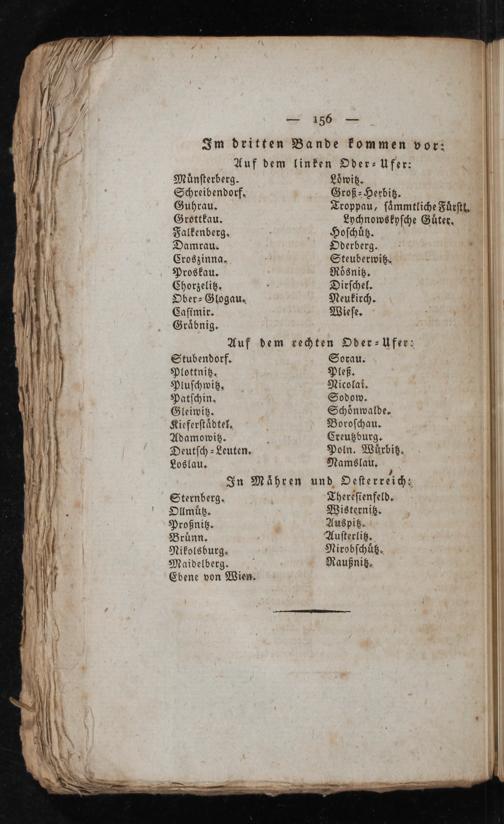 — 156 —
Im dritten Bande kommen vor:
Auf dem linken Oder-Ufer:
Münsterberg.
Schreibendorf.
Guhrau.
Grottkau.
Falkenberg.
Damrau.
Croszinna.
Proskau.
Chorzelitz.
Ober-Glogau.
Casimir.
Gräbnig.
Löwitz.
Groß-Herbitz.
Troppau, sämmtliche Fürstl.
Lychnowskysche Güter.
Hoschütz.
Oderberg.
Steuberwitz.
Rösnitz.
Dirschel.
Neukirch.
Wiese.
Auf dem rechten Oder-Ufer:
Stubendorf.
Plottnitz.
Pluschwitz.
Patschin.
Gleiwitz.
Kieferstädtel.
Adamowitz.
Deutsch-Leuten.
Loslau.
Sorau.
Pleß.
Nicolai.
Sodow.
Schönwalde.
Boroschau.
Creutzburg.
Poln. Würbitz.
Namslau.
In Mähren und Oesterreich:
Sternberg.
Ollmütz.
Proßnitz.
Brünn.
Nikolsburg.
Maidelberg.
Ebene von Wien.
Theresienfeld.
Wisternitz.
Auspitz.
Austerlitz.
Nirobschütz.
Raußnitz.